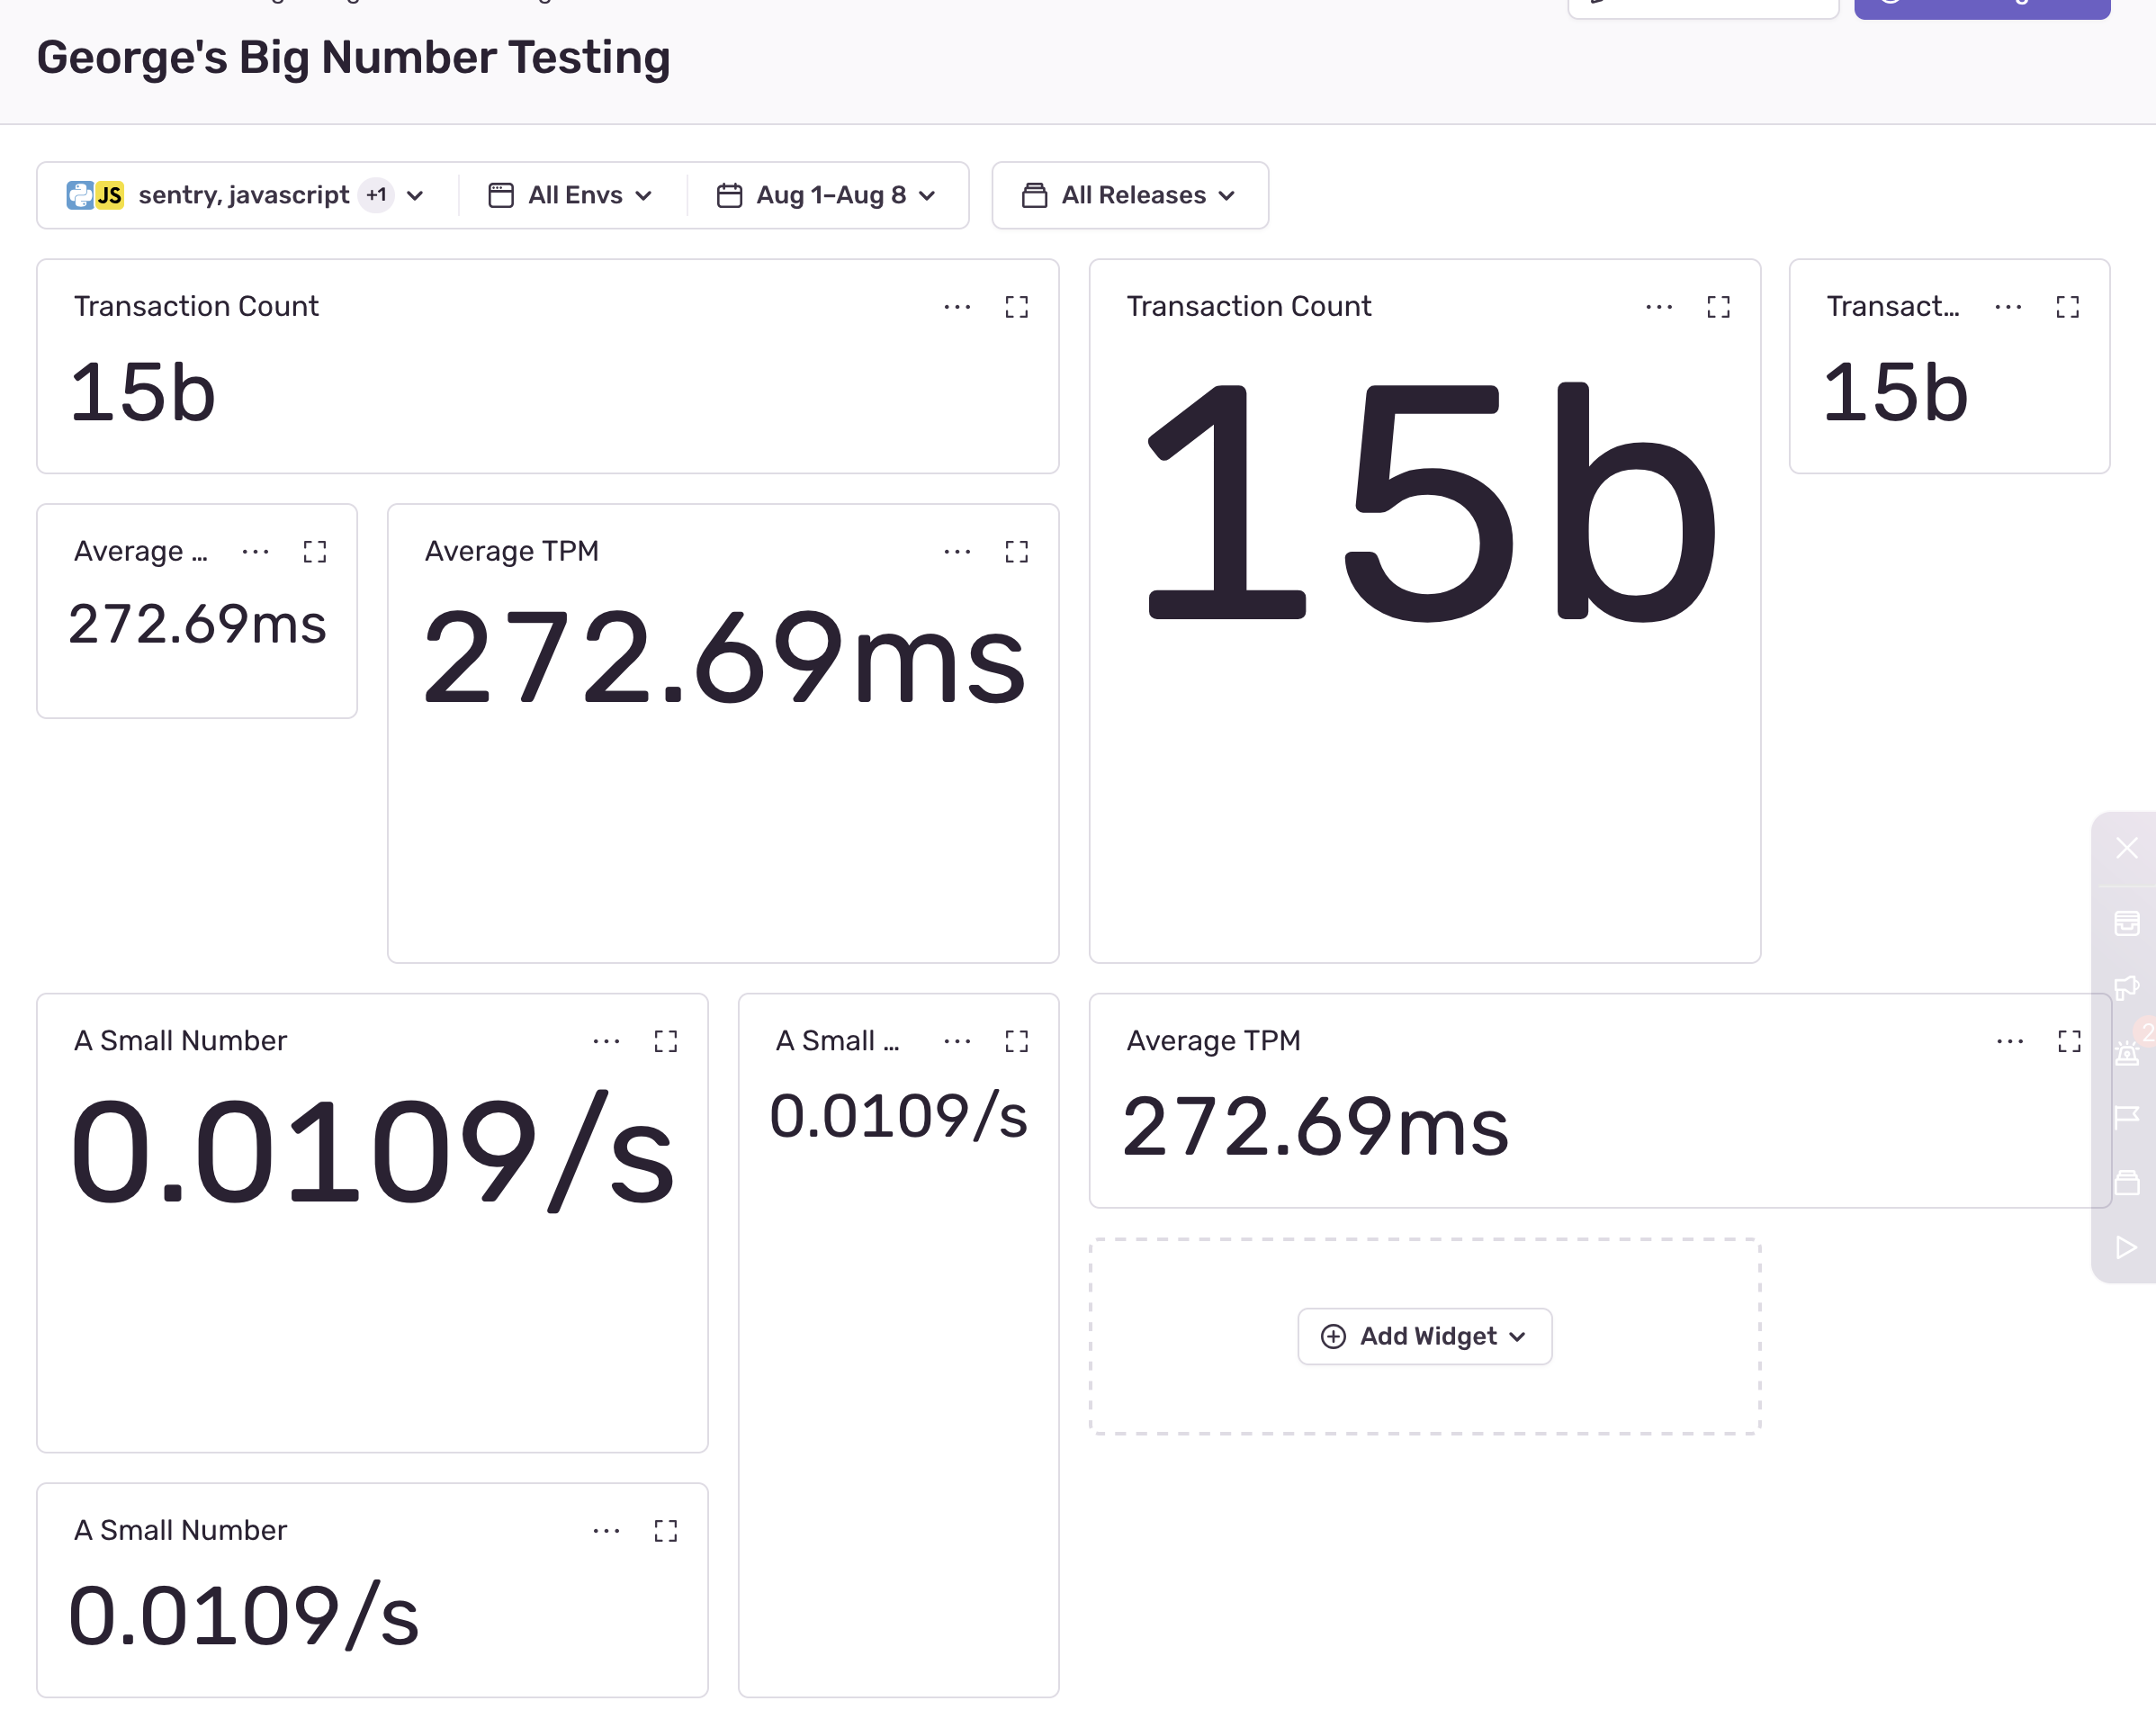 George's Big Number Testing
JS sentry, javascript +1 All Envs Aug 1–Aug 8 All Releases
Transaction Count
15b
Transaction Count
15b
Transact...
15b
Average ...
272.69ms
Average TPM
272.69ms
A Small Number
0.0109/s
A Small ...
0.0109/s
Average TPM
272.69ms
2
Add Widget
A Small Number
0.0109/s